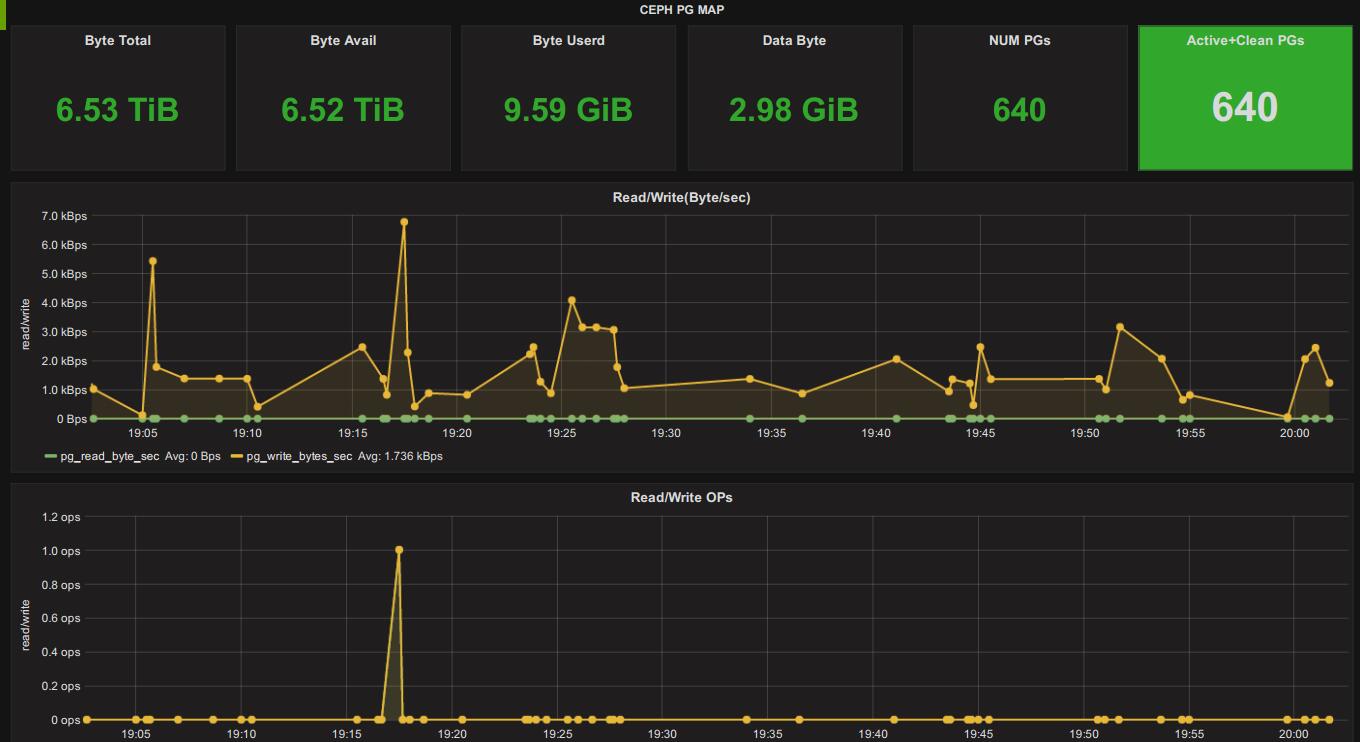 CEPH PG MAP
Byte Total
Byte Avail
Byte Userd
Data Byte
NUM PGs
Active+Clean PGs
6.53 TiB
6.52 TiB
9.59 GiB
2.98 GiB
640
640
Read/Write(Byte/sec)
read/write
7.0 kBps
6.0 kBps
5.0 kBps
4.0 kBps
3.0 kBps
2.0 kBps
1.0 kBps
0 Bps
19:05 19:10 19:15 19:20 19:25 19:30 19:35 19:40 19:45 19:50 19:55 20:00
pg_read_byte_sec Avg: 0 Bps pg_write_bytes_sec Avg: 1.736 kBps
Read/Write OPs
read/write
1.2 ops
1.0 ops
0.8 ops
0.6 ops
0.4 ops
0.2 ops
0 ops
19:05 19:10 19:15 19:20 19:25 19:30 19:35 19:40 19:45 19:50 19:55 20:00